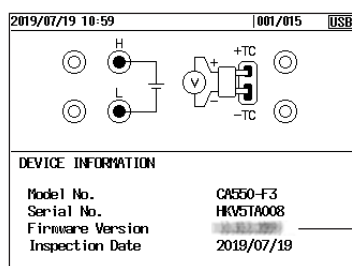 2019/07/19 10:59 001/015 USB
H +TC
V + -
L -TC
DEVICE INFORMATION
Model No. CA550-F3
Serial No. HKV5TA008
Firmware Version
Inspection Date 2019/07/19